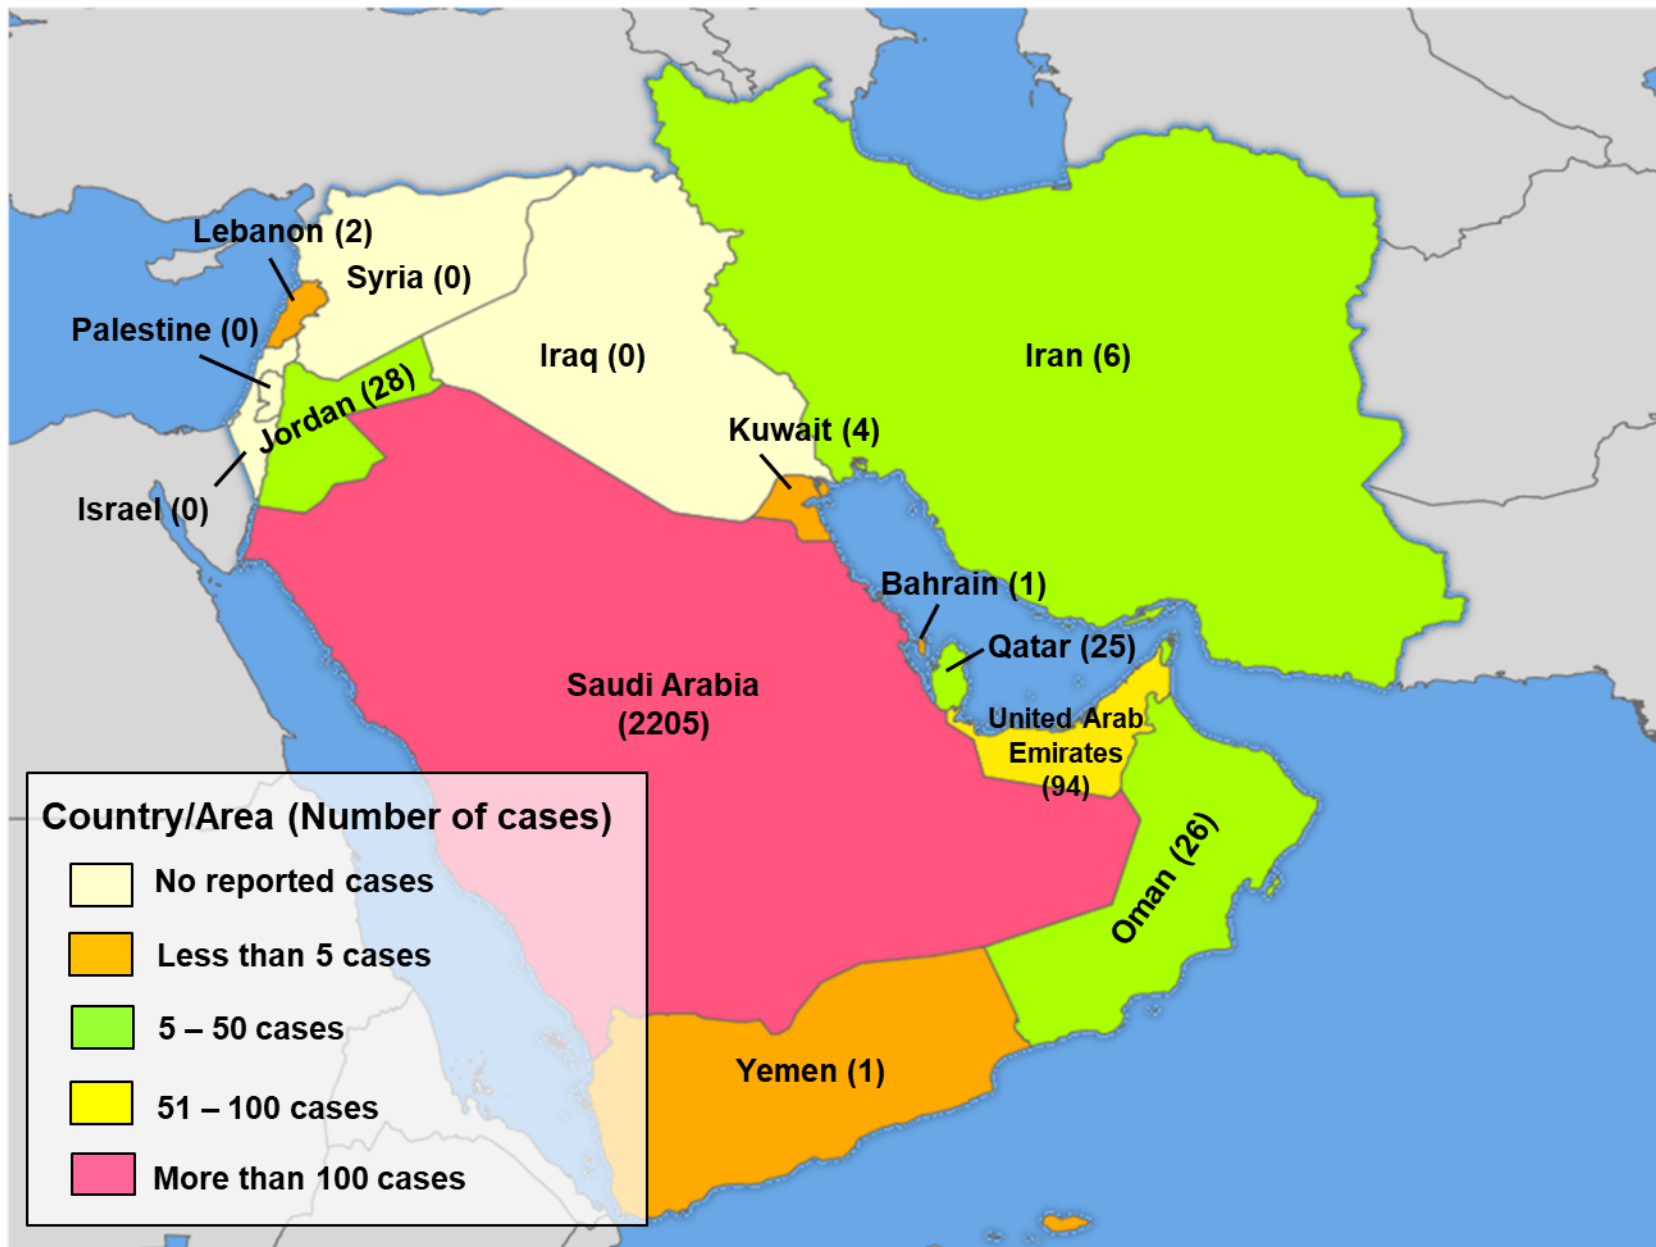 Lebanon (2)
Syria (0)
Palestine (0)
Iraq (0)
Iran (6)
Jordan (28)
Kuwait (4)
Israel (0)
Bahrain (1)
Qatar (25)
Saudi Arabia
(2205)
United Arab
Emirates
(94)
Oman (26)
Yemen (1)
Country/Area (Number of cases)
No reported cases
Less than 5 cases
5 – 50 cases
51 – 100 cases
More than 100 cases